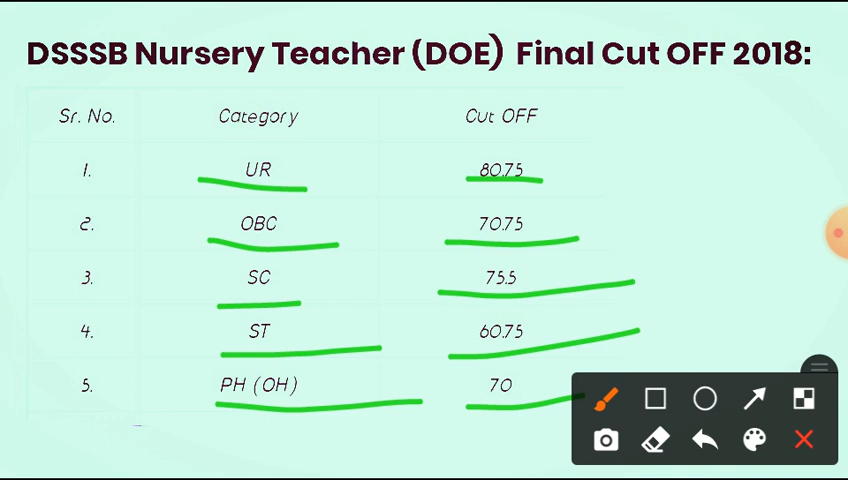 DSSSB Nursery Teacher (DOE) Final Cut OFF 2018:
Sr. No. Category Cut OFF
1. UR 80.75
2. OBC 70.75
3. SC 75.5
4. ST 60.75
5. PH (OH) 70